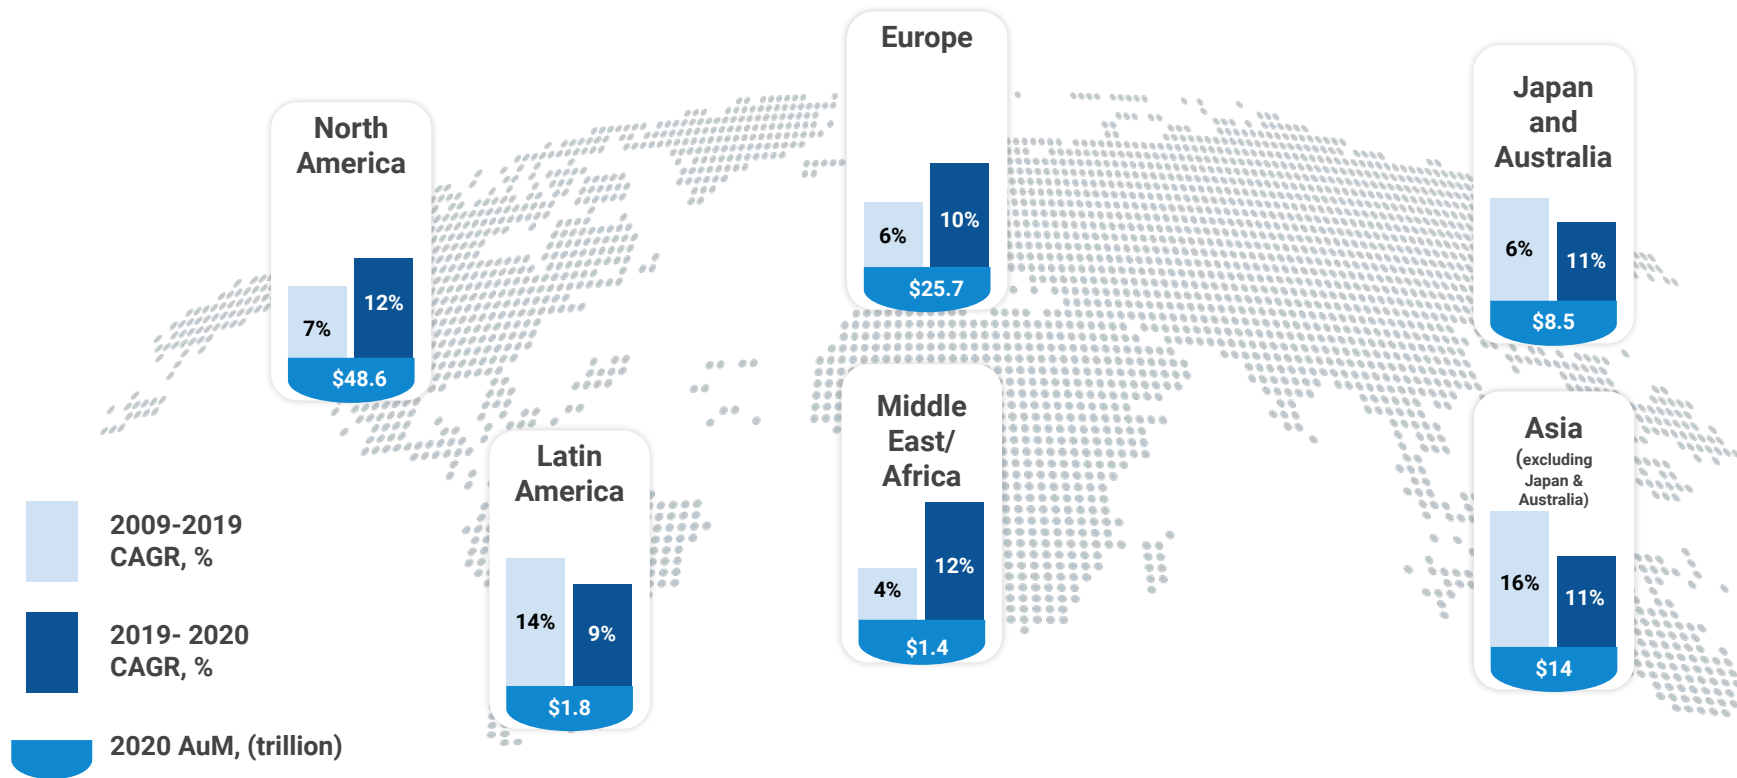 North
America
7%
12%
$48.6
Europe
6%
10%
$25.7
Japan
and
Australia
6%
11%
$8.5
Latin
America
14%
9%
$1.8
Middle
East/
Africa
4%
12%
$1.4
Asia
(excluding
Japan &
Australia)
16%
11%
$14
2009-2019
CAGR, %
2019- 2020
CAGR, %
2020 AuM, (trillion)